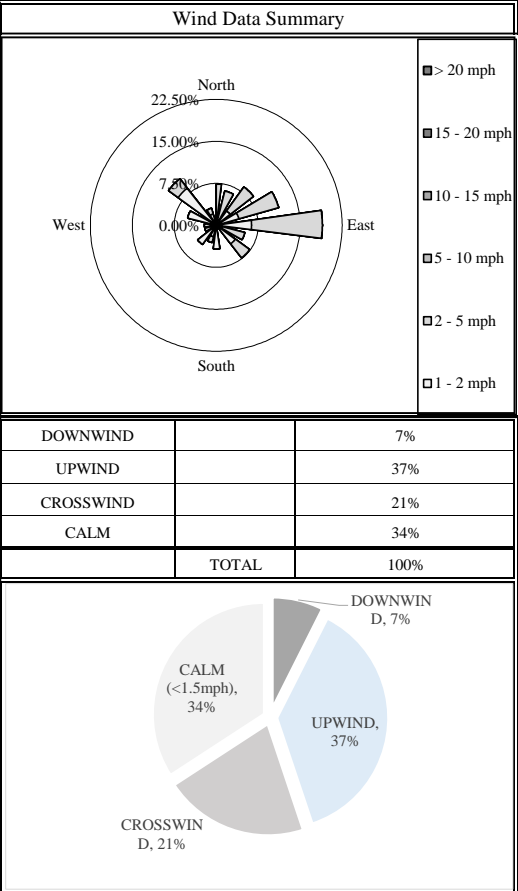 Wind Data Summary
North
22.50%
15.00%
7.50%
0.00%
West
East
South
> 20 mph
15 - 20 mph
10 - 15 mph
5 - 10 mph
2 - 5 mph
1 - 2 mph
DOWNWIND 7%
UPWIND 37%
CROSSWIND 21%
CALM 34%
TOTAL 100%
DOWNWIN
D, 7%
CALM
(<1.5mph),
34%
UPWIND,
37%
CROSSWIN
D, 21%